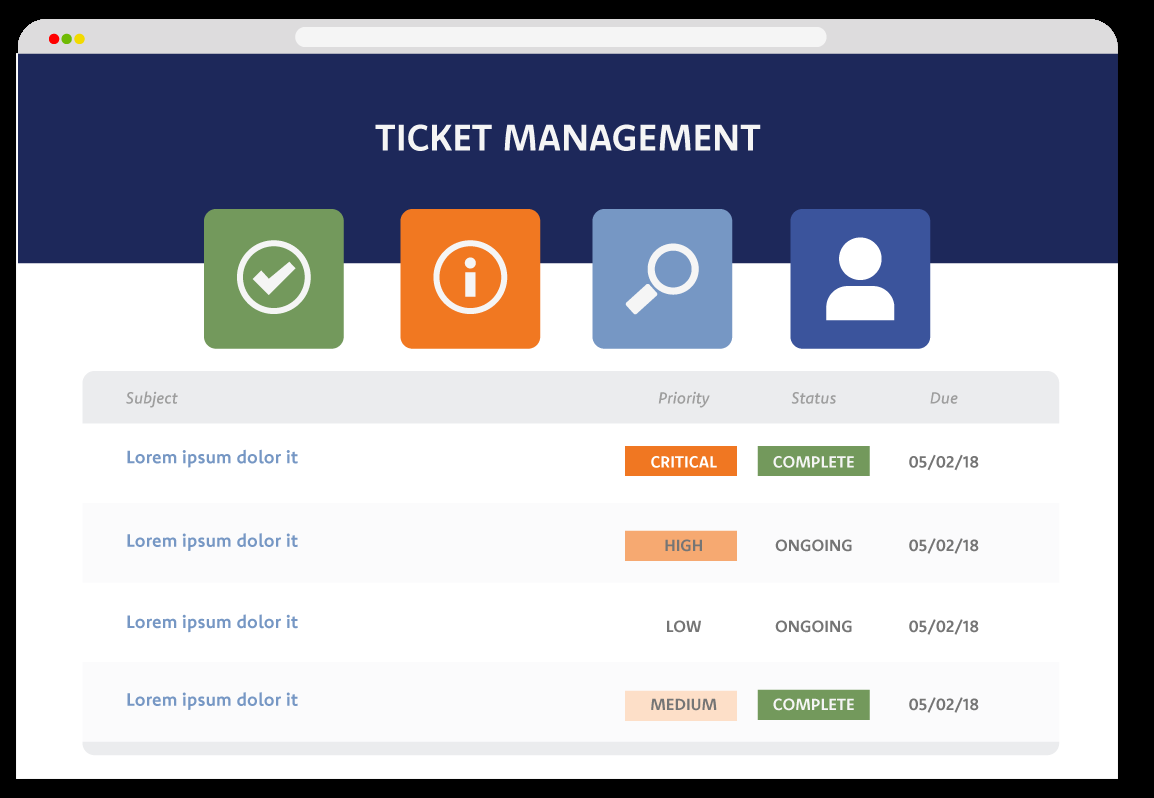 TICKET MANAGEMENT
Subject Priority Status Due
Lorem ipsum dolor it CRITICAL COMPLETE 05/02/18
Lorem ipsum dolor it HIGH ONGOING 05/02/18
Lorem ipsum dolor it LOW ONGOING 05/02/18
Lorem ipsum dolor it MEDIUM COMPLETE 05/02/18